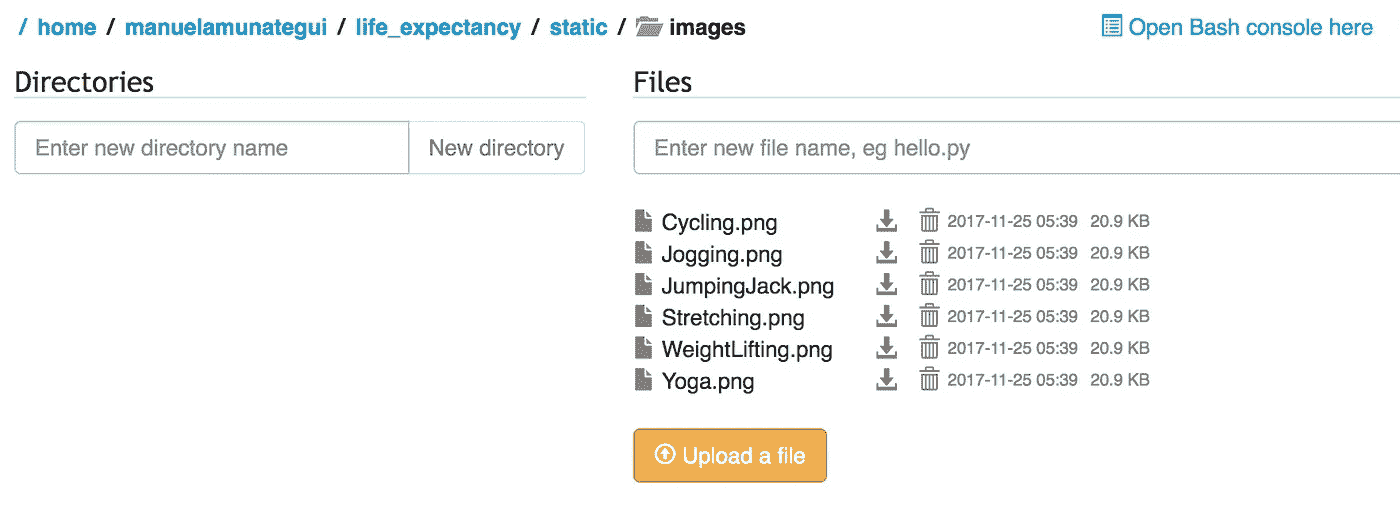 / home / manuelamunategui / life_expectancy / static / images
Open Bash console here
Directories
Files
Enter new directory name
New directory
Enter new file name, eg hello.py
Cycling.png 2017-11-25 05:39 20.9 KB
Jogging.png 2017-11-25 05:39 20.9 KB
JumpingJack.png 2017-11-25 05:39 20.9 KB
Stretching.png 2017-11-25 05:39 20.9 KB
WeightLifting.png 2017-11-25 05:39 20.9 KB
Yoga.png 2017-11-25 05:39 20.9 KB
Upload a file